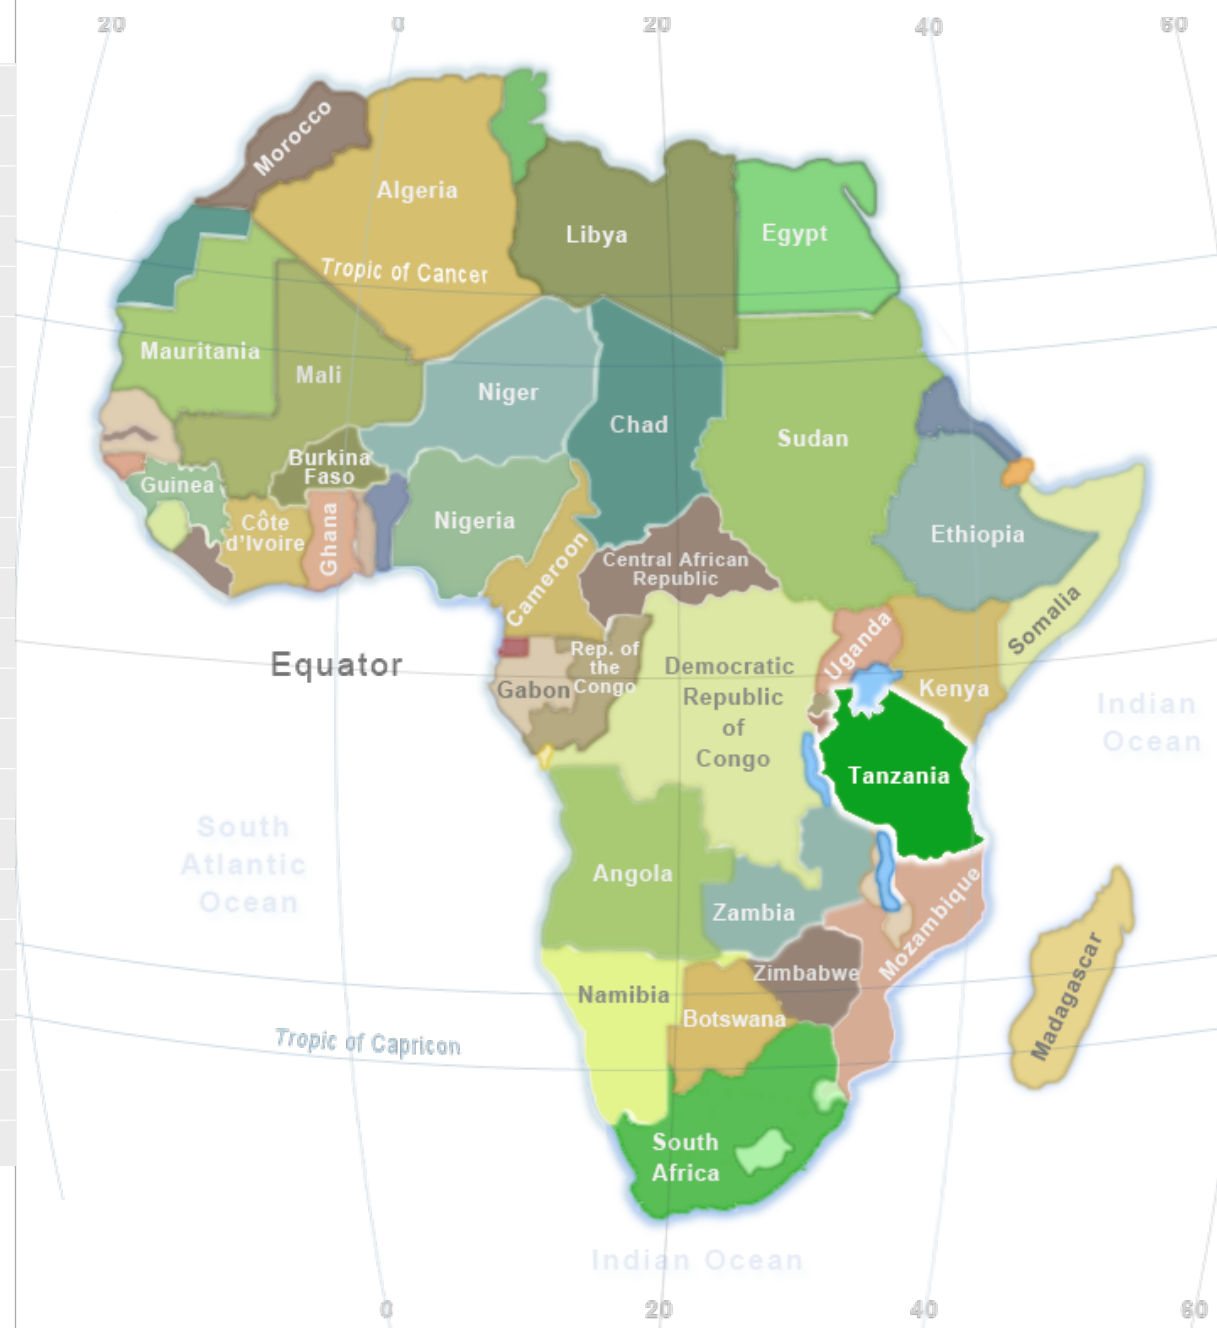 20 0 20 40 60
Morocco
Algeria
Libya
Egypt
Tropic of Cancer
Mauritania
Mali
Niger
Chad
Sudan
Burkina
Faso
Guinea
Côte
d'Ivoire
Ghana
Nigeria
Cameroon
Central African
Republic
Ethiopia
Somalia
Equator
Gabon
Rep. of
the
Congo
Democratic
Republic
of
Congo
Uganda
Kenya
Indian
Ocean
Tanzania
South
Atlantic
Ocean
Angola
Zambia
Mozambique
Madagascar
Namibia
Zimbabwe
Botswana
Tropic of Capricon
South
Africa
Indian Ocean
0 20 40 60